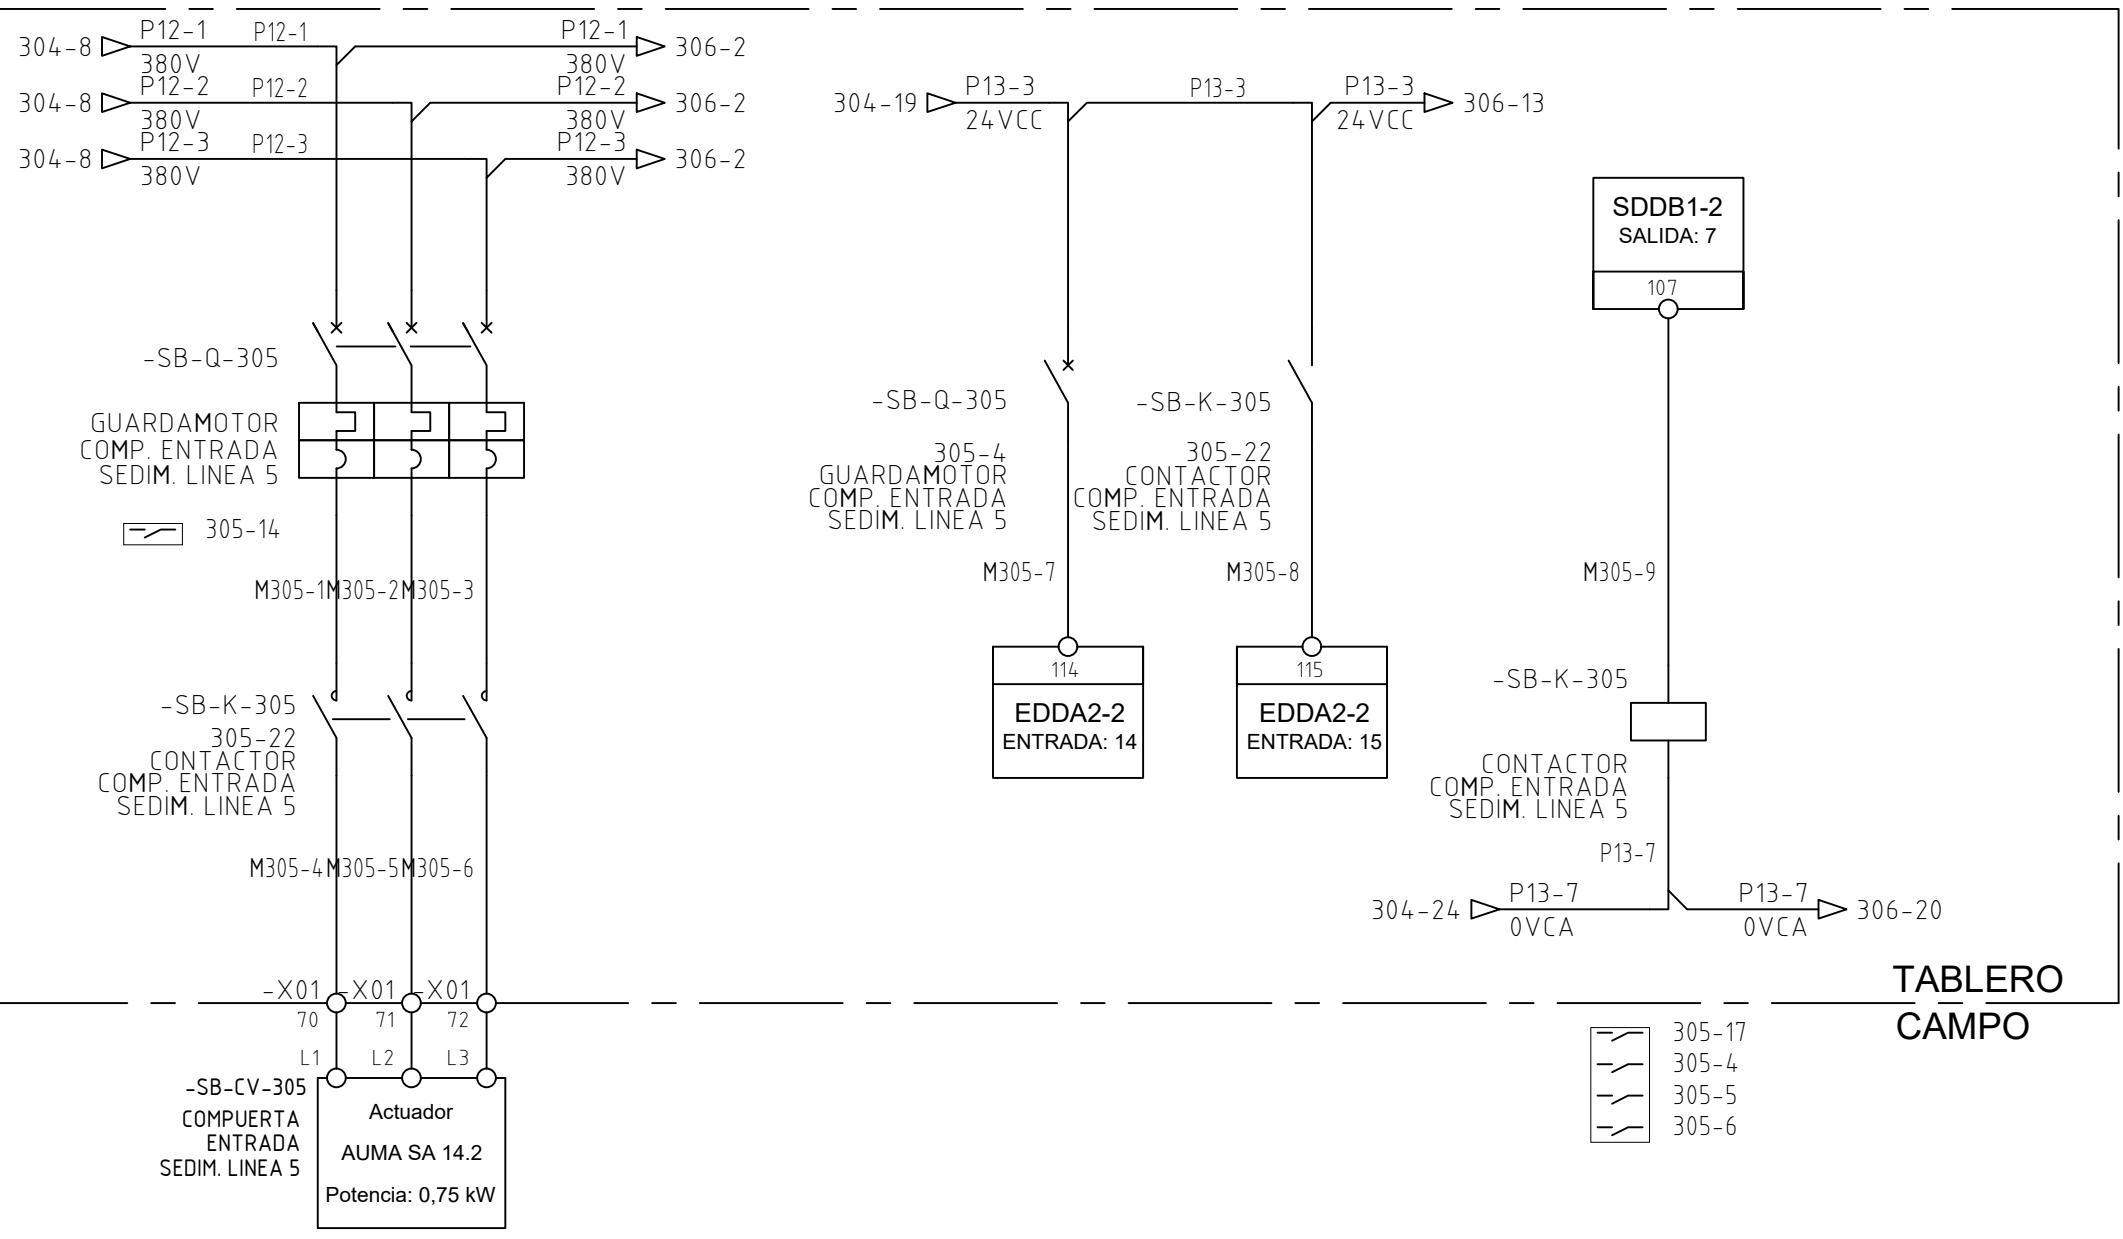 304-8
P12-1
380V
P12-1
P12-1
380V
306-2
304-8
P12-2
380V
P12-2
P12-2
380V
306-2
304-8
P12-3
380V
P12-3
P12-3
380V
306-2
-SB-Q-305
GUARDAMOTOR
COMP. ENTRADA
SEDIM. LINEA 5
305-14
M305-1
M305-2
M305-3
-SB-K-305
305-22
CONTACTOR
COMP. ENTRADA
SEDIM. LINEA 5
M305-4
M305-5
M305-6
-X01
-X01
-X01
70
71
72
L1
L2
L3
-SB-CV-305
COMPUERTA
ENTRADA
SEDIM. LINEA 5
Actuador
AUMA SA 14.2
Potencia: 0,75 kW
304-19
P13-3
24VCC
P13-3
P13-3
24VCC
306-13
-SB-Q-305
305-4
GUARDAMOTOR
COMP. ENTRADA
SEDIM. LINEA 5
M305-7
114
EDDA2-2
ENTRADA: 14
-SB-K-305
305-22
CONTACTOR
COMP. ENTRADA
SEDIM. LINEA 5
M305-8
115
EDDA2-2
ENTRADA: 15
SDDB1-2
SALIDA: 7
107
M305-9
-SB-K-305
CONTACTOR
COMP. ENTRADA
SEDIM. LINEA 5
P13-7
304-24
P13-7
0VCA
P13-7
0VCA
306-20
TABLERO
CAMPO
305-17
305-4
305-5
305-6